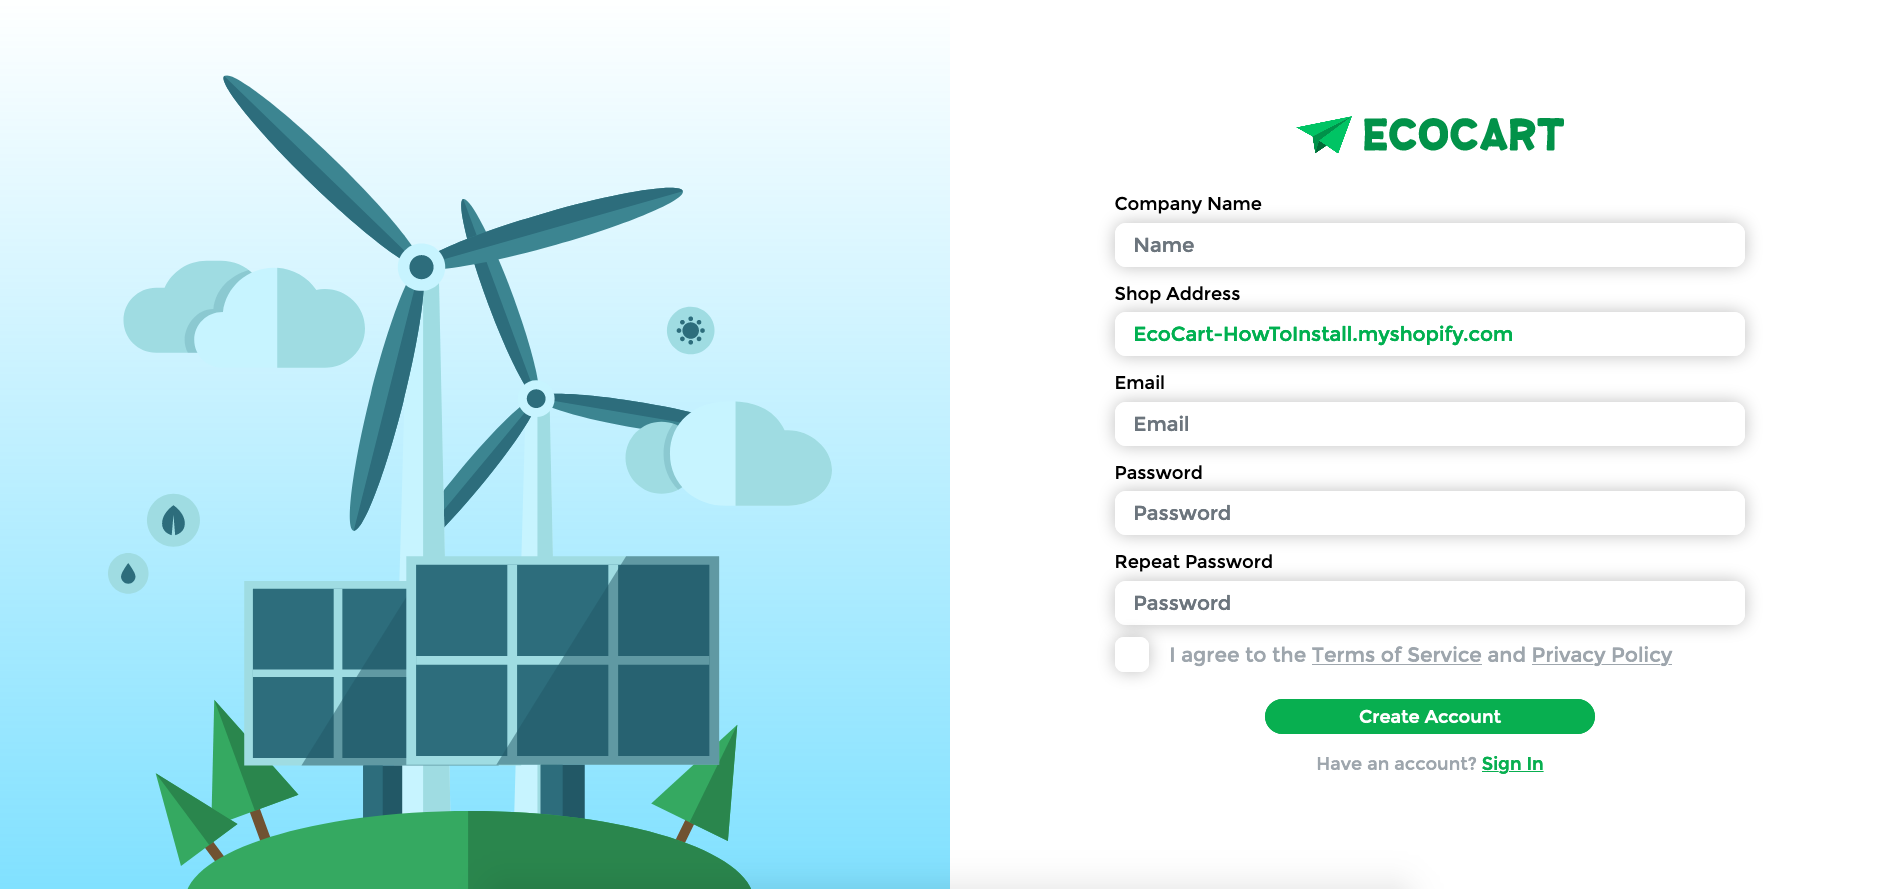 ECOCART
Company Name
Name
Shop Address
EcoCart-HowToInstall.myshopify.com
Email
Email
Password
Password
Repeat Password
Password
I agree to the Terms of Service and Privacy Policy
Create Account
Have an account? Sign In